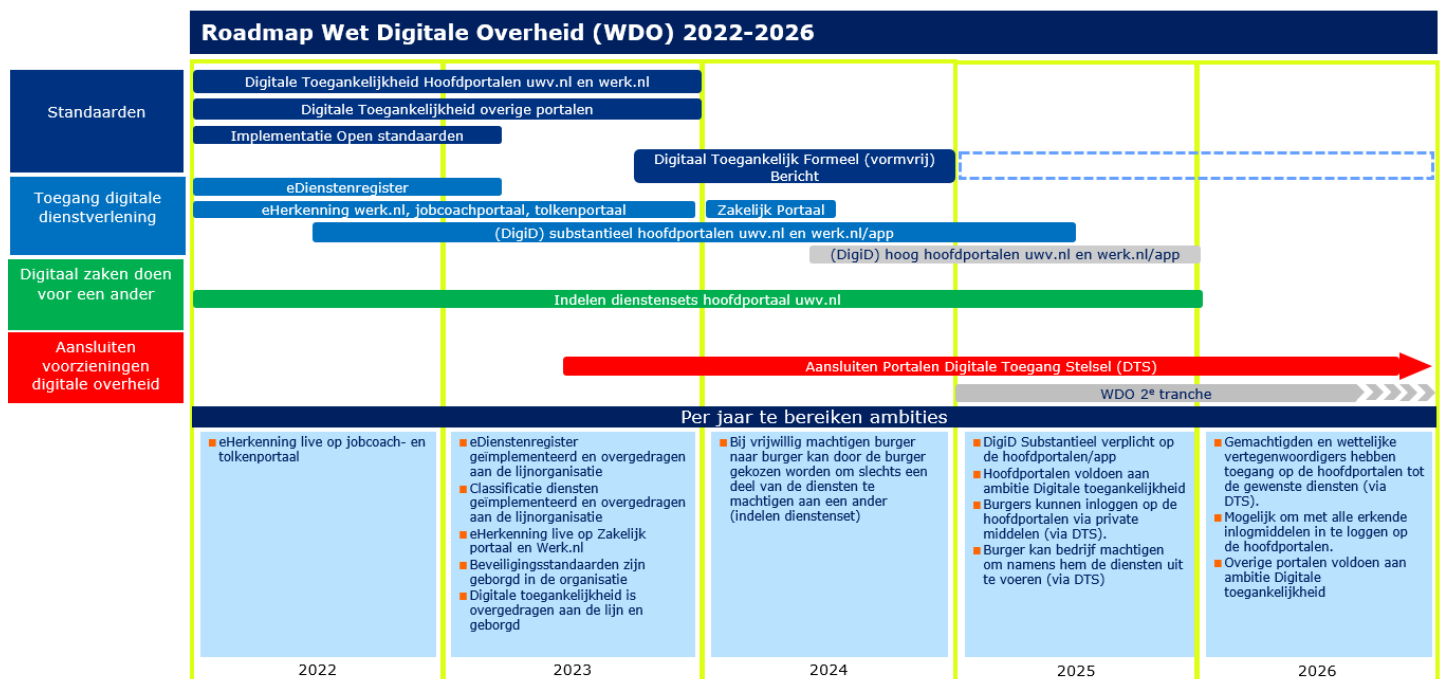 Roadmap Wet Digitale Overheid (WDO) 2022-2026
Standaarden
Digitale Toegankelijkheid Hoofdportalen uwv.nl en werk.nl
Digitale Toegankelijkheid overige portalen
Implementatie Open standaarden
Digitaal Toegankelijk Formeel (vormvrij)
Bericht
Toegang digitale
dienstverlening
eDienstenregister
eHerkenning werk.nl, jobcoachportaal, tolkenportaal
Zakelijk Portaal
(DigiD) substantieel hoofdportalen uwv.nl en werk.nl/app
(DigiD) hoog hoofdportalen uwv.nl en werk.nl/app
Digitaal zaken doen
voor een ander
Indelen dienstensets hoofdportaal uwv.nl
Aansluiten
voorzieningen
digitale overheid
Aansluiten Portalen Digitale Toegang Stelsel (DTS)
WDO 2e tranche
Per jaar te bereiken ambities
eHerkenning live op jobcoach- en
tolkenportaal
eDienstenregister
geïmplementeerd en overgedragen
aan de lijnorganisatie
Classificatie diensten
geïmplementeerd en overgedragen
aan de lijnorganisatie
eHerkenning live op Zakelijk
portaal en Werk.nl
Beveiligingsstandaarden zijn
geborgd in de organisatie
Digitale toegankelijkheid is
overgedragen aan de lijn en
geborgd
Bij vrijwillig machtigen burger
naar burger kan door de burger
gekozen worden om slechts een
deel van de diensten te
machtigen aan een ander
(indelen dienstenset)
DigiD Substantieel verplicht op
de hoofdportalen/app
Hoofdportalen voldoen aan
ambitie Digitale toegankelijkheid
Burgers kunnen inloggen op de
hoofdportalen via private
middelen (via DTS).
Burger kan bedrijf machtigen
om namens hem de diensten uit
te voeren (via DTS)
Gemachtigden en wettelijke
vertegenwoordigers hebben
toegang op de hoofdportalen tot
de gewenste diensten (via
DTS).
Mogelijk om met alle erkende
inlogmiddelen in te loggen op
de hoofdportalen.
Overige portalen voldoen aan
ambitie Digitale
toegankelijkheid
2022
2023
2024
2025
2026